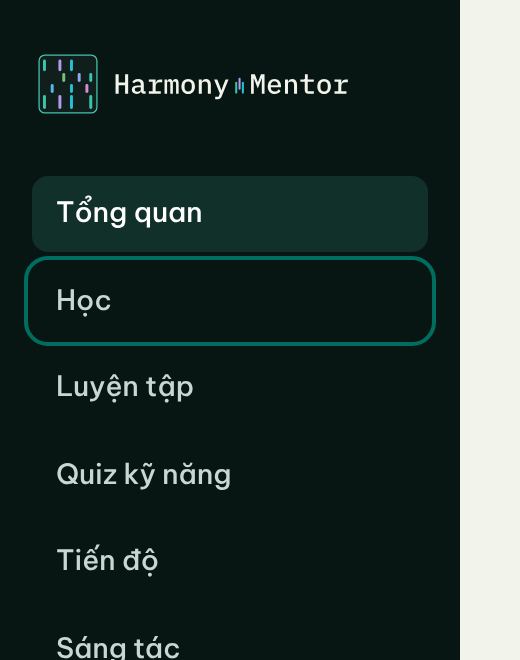 Harmony Mentor
Tổng quan
Học
Luyện tập
Quiz kỹ năng
Tiến độ
Sáng tác